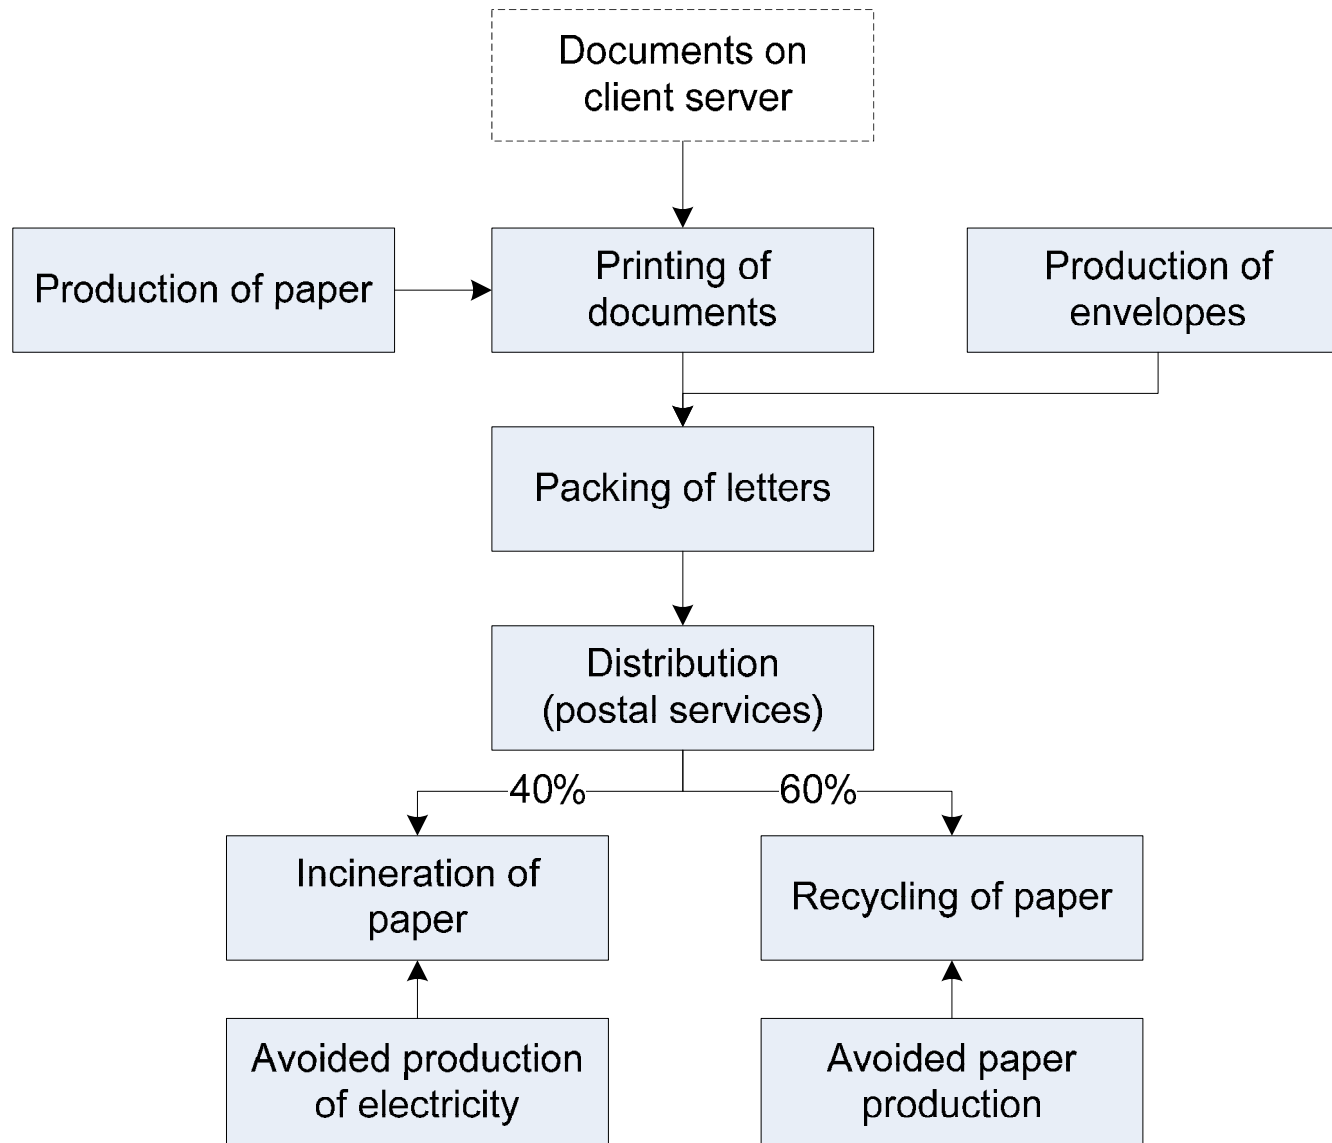 Documents on
client server
Production of paper
Printing of
documents
Production of
envelopes
Packing of letters
Distribution
(postal services)
40%
60%
Incineration of
paper
Recycling of paper
Avoided production
of electricity
Avoided paper
production